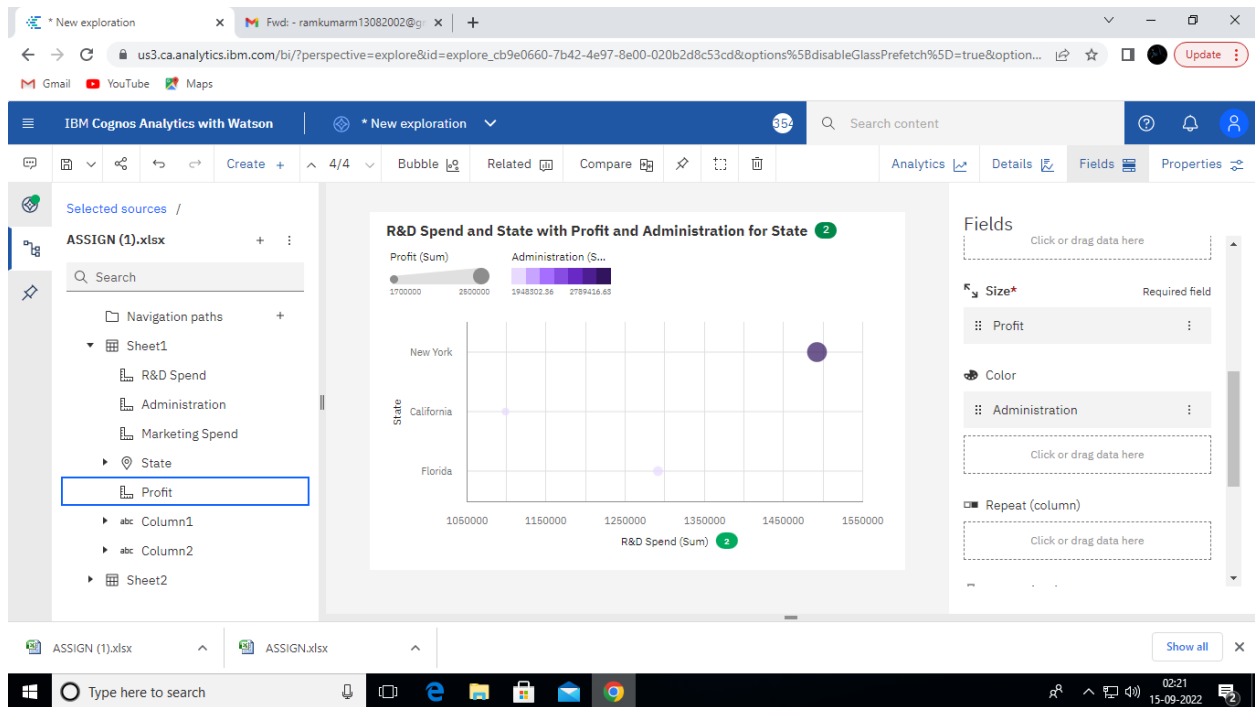 * New exploration
Fwd: - ramkumarm13082002@gm
us3.ca.analytics.ibm.com/bi/?perspective=explore&id=explore_cb9e0660-7b42-4e97-8e00-020b2d8c53cd&options%5BdisableGlassPrefetch%5D=true&option...
Update
Gmail YouTube Maps
IBM Cognos Analytics with Watson
* New exploration
354
Search content
Create + 4/4 Bubble Related Compare Analytics Details Fields Properties
Selected sources /
ASSIGN (1).xlsx
Search
Navigation paths
Sheet1
R&D Spend
Administration
Marketing Spend
State
Profit
abc Column1
abc Column2
Sheet2
R&D Spend and State with Profit and Administration for State 2
Profit (Sum)
1700000 2500000
Administration (S...
1948302.36 2789416.63
State
New York
California
Florida
1050000 1150000 1250000 1350000 1450000 1550000
R&D Spend (Sum) 2
Fields
Click or drag data here
Size* Required field
Profit
Color
Administration
Click or drag data here
Repeat (column)
Click or drag data here
ASSIGN (1).xlsx
ASSIGN.xlsx
Show all
Type here to search
02:21
15-09-2022
2